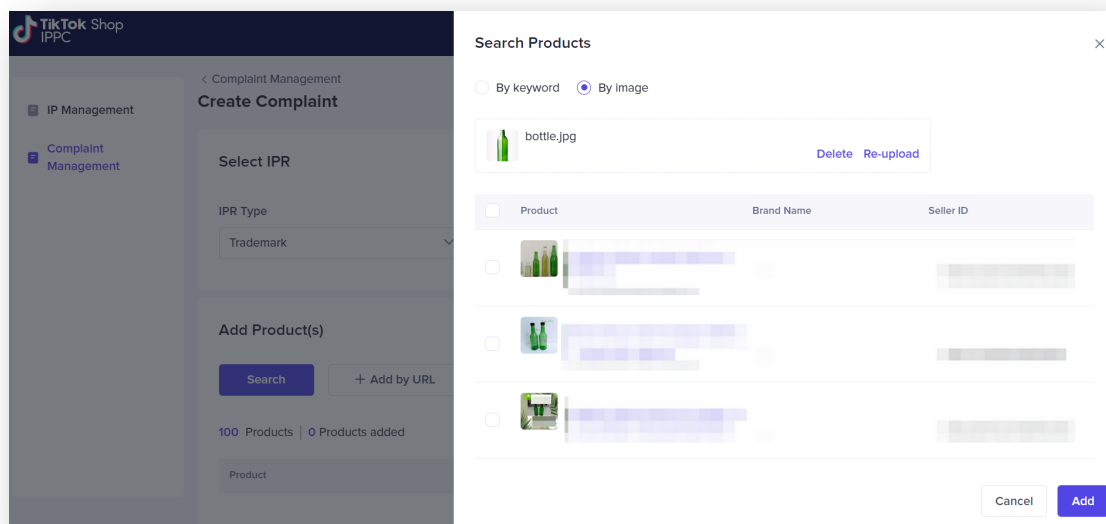 TikTok Shop
IPPC
IP Management
Complaint
Management
< Complaint Management
Create Complaint
Select IPR
IPR Type
Trademark
Add Product(s)
Search
+ Add by URL
100 Products | 0 Products added
Product
Search Products
×
By keyword
By image
bottle.jpg
Delete
Re-upload
Product
Brand Name
Seller ID
Cancel
Add